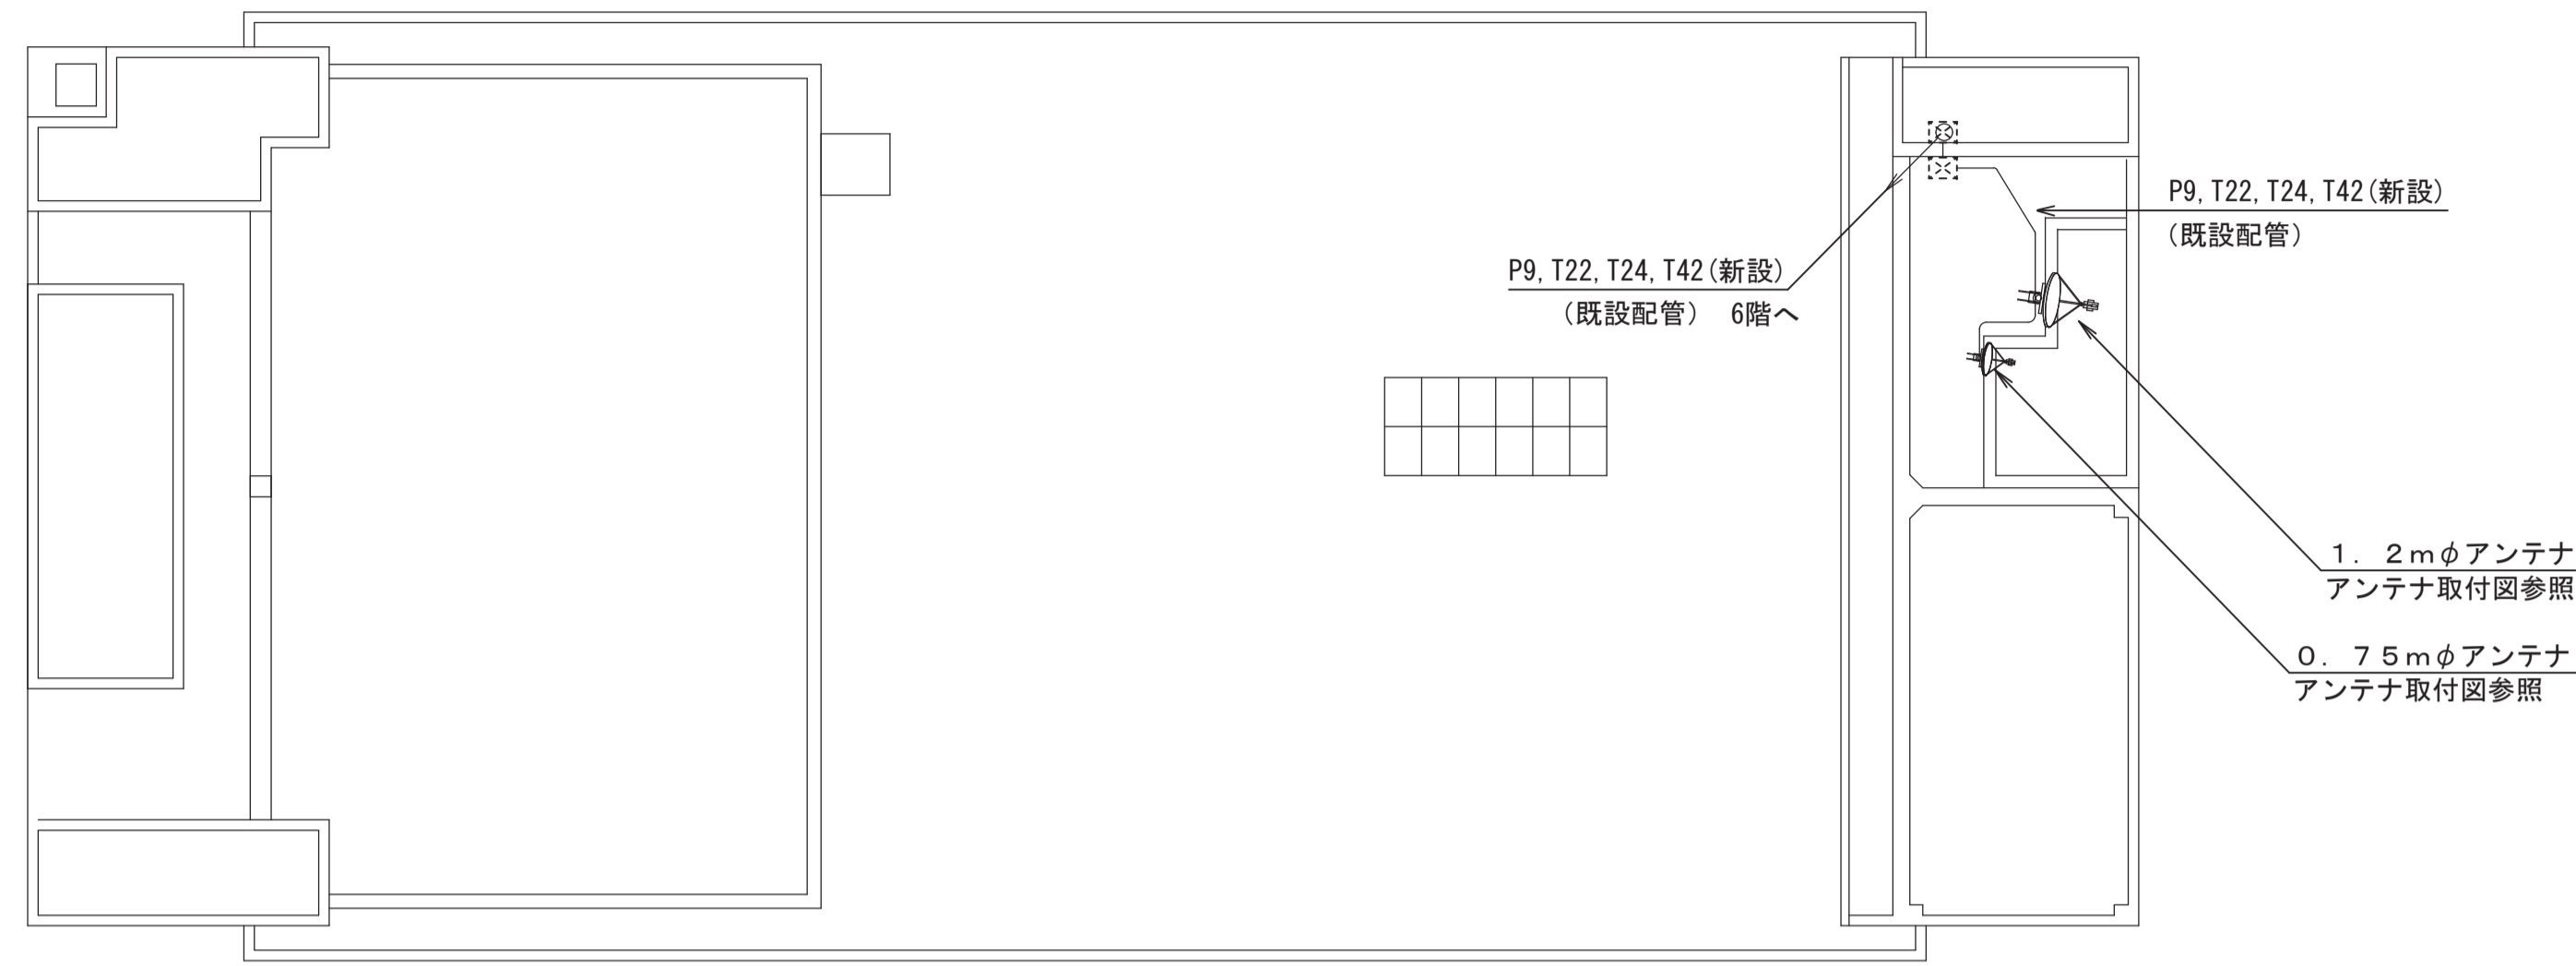 P9, T22, T24, T42(新設)
(既設配管)
P9, T22, T24, T42(新設)
(既設配管) 6階へ
1. 2mφアンテナ
アンテナ取付図参照
0. 75mφアンテナ
アンテナ取付図参照